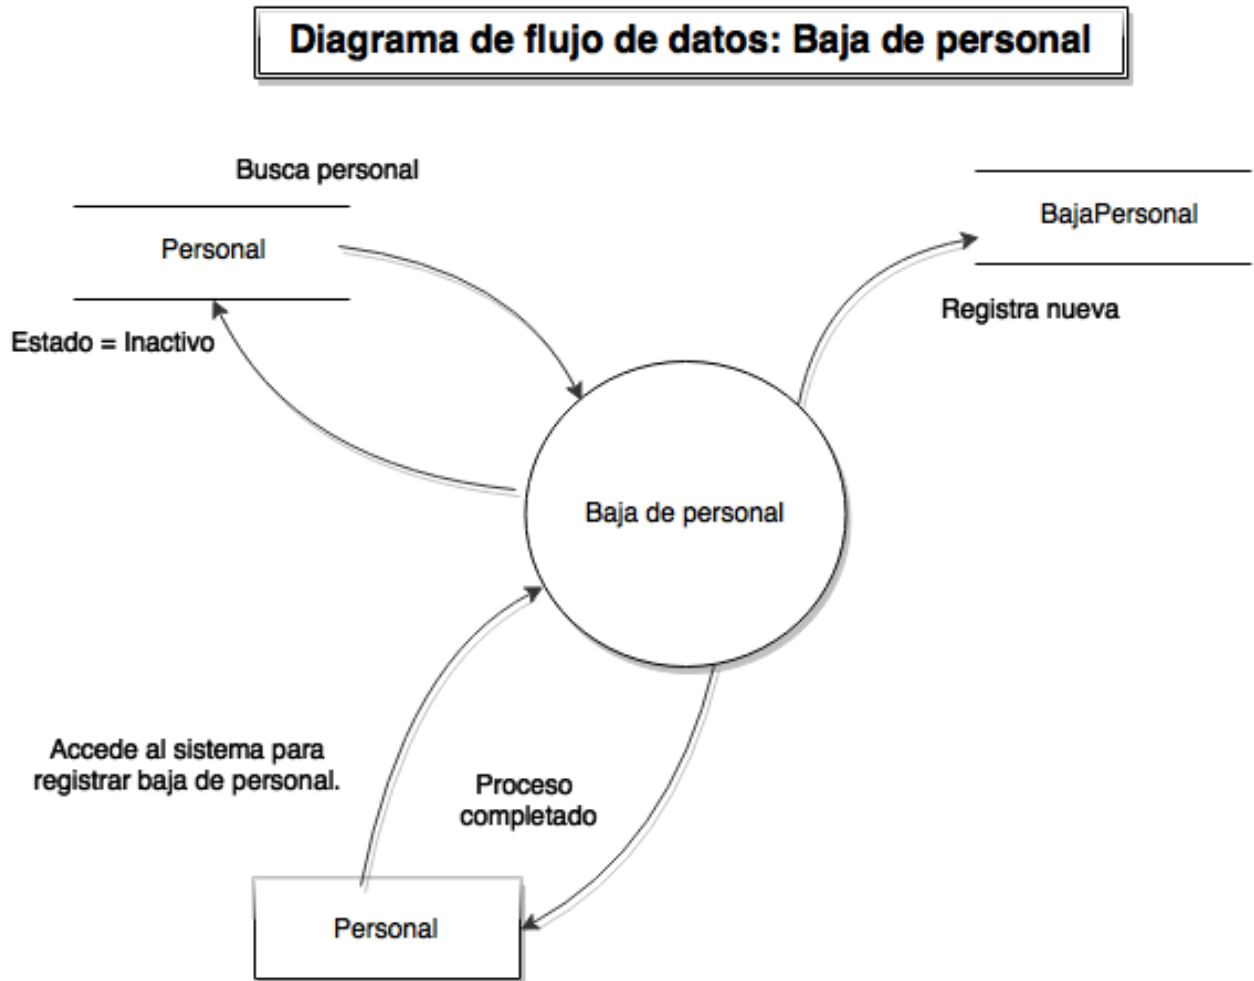 Diagrama de flujo de datos: Baja de personal
Busca personal
Personal
BajaPersonal
Registra nueva
Estado = Inactivo
Baja de personal
Accede al sistema para
registrar baja de personal.
Proceso
completado
Personal